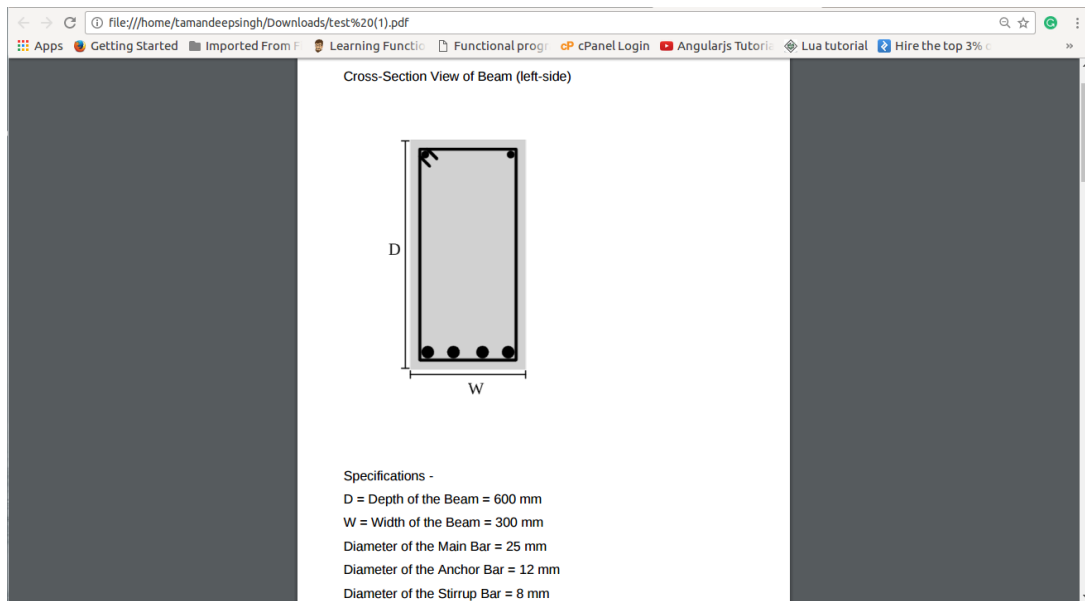 file:///home/tamandeepsingh/Downloads/test%20(1).pdf
Apps Getting Started Imported From F Learning Functio Functional progr cPanel Login Angularjs Tutoria Lua tutorial Hire the top 3% »
Cross-Section View of Beam (left-side)
D
W
Specifications -
D = Depth of the Beam = 600 mm
W = Width of the Beam = 300 mm
Diameter of the Main Bar = 25 mm
Diameter of the Anchor Bar = 12 mm
Diameter of the Stirrup Bar = 8 mm